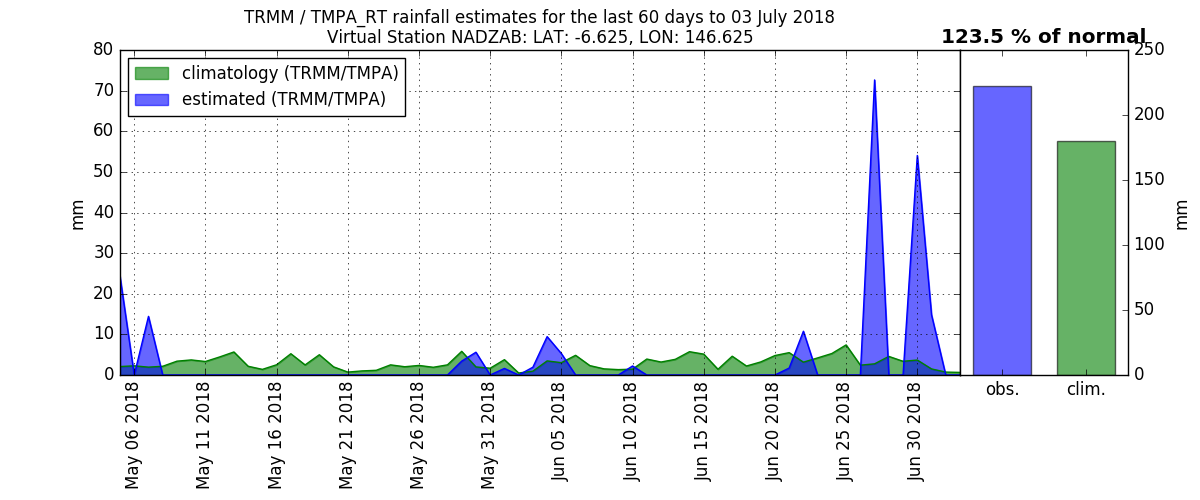 TRMM / TMPA_RT rainfall estimates for the last 60 days to 03 July 2018
Virtual Station NADZAB: LAT: -6.625, LON: 146.625
123.5 % of normal
climatology (TRMM/TMPA)
estimated (TRMM/TMPA)
mm
80
70
60
50
40
30
20
10
0
May 06 2018
May 11 2018
May 16 2018
May 21 2018
May 26 2018
May 31 2018
Jun 05 2018
Jun 10 2018
Jun 15 2018
Jun 20 2018
Jun 25 2018
Jun 30 2018
250
200
150
100
50
0
mm
obs.
clim.